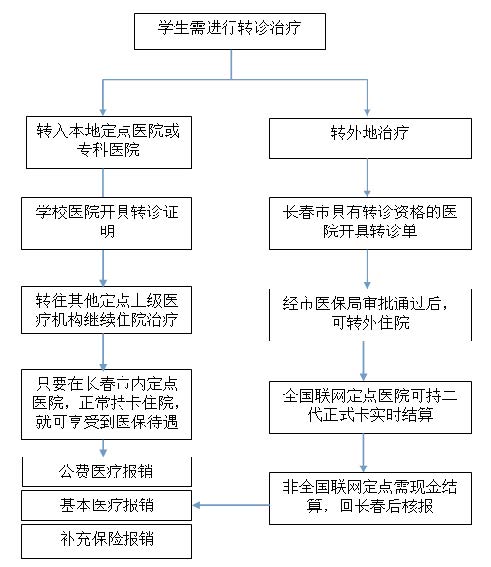 学生需进行转诊治疗
转入本地定点医院或
专科医院
学校医院开具转诊证
明
转往其他定点上级医
疗机构继续住院治疗
只要在长春市内定点
医院，正常持卡住院，
就可享受到医保待遇
公费医疗报销
基本医疗报销
补充保险报销
转外地治疗
长春市具有转诊资格的医
院开具转诊单
经市医保局审批通过后，
可转外住院
全国联网定点医院可持二
代正式卡实时结算
非全国联网定点需现金结
算，回长春后核报